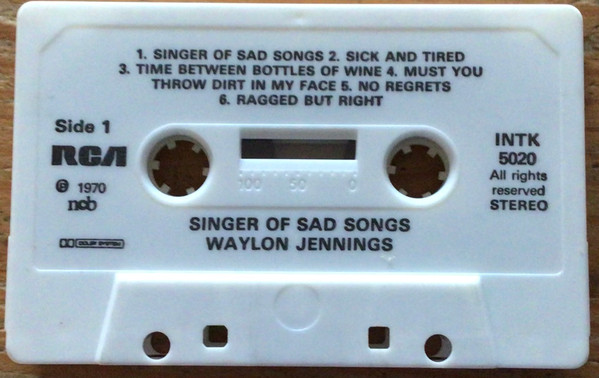 1. SINGER OF SAD SONGS 2. SICK AND TIRED
3. TIME BETWEEN BOTTLES OF WINE 4. MUST YOU
THROW DIRT IN MY FACE 5. NO REGRETS
6. RAGGED BUT RIGHT
Side 1
RCA
Ⓟ 1970
ncb
100 50 0
INTK
5020
All rights
reserved
STEREO
SINGER OF SAD SONGS
WAYLON JENNINGS
DOLBY SYSTEM